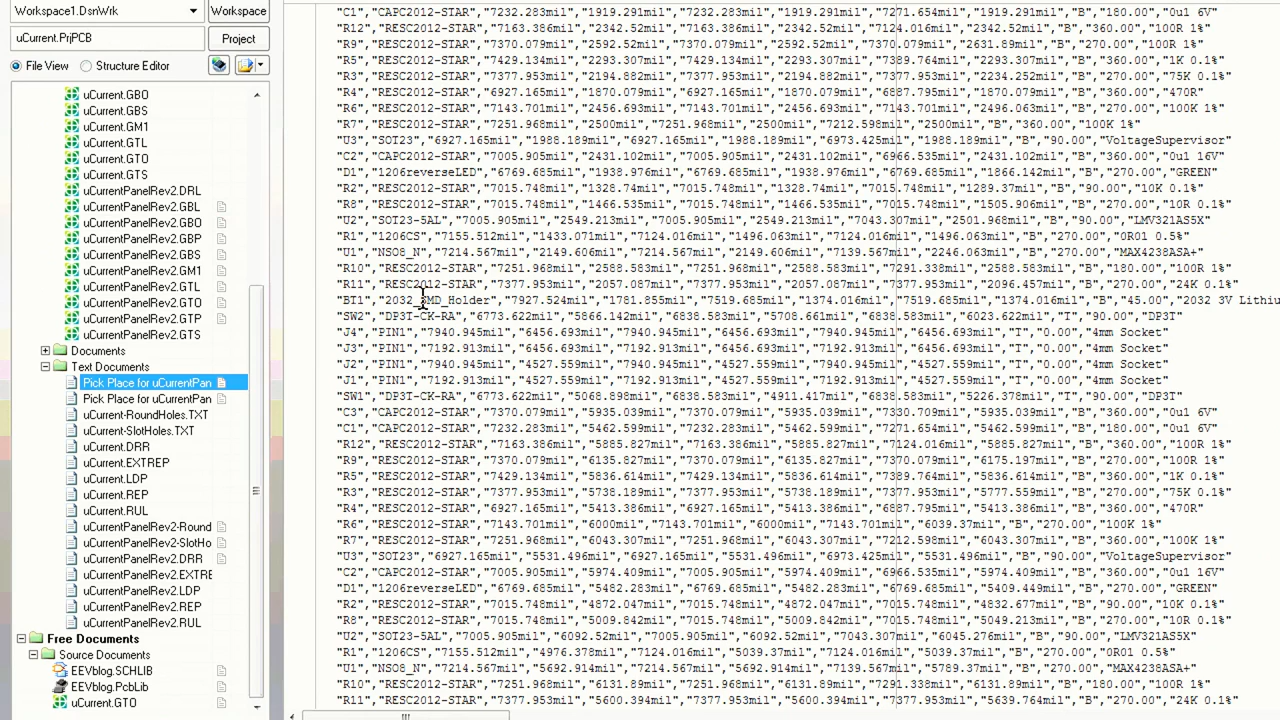 Workspace1.DsnWrk
Workspace
uCurrent.PrjPCB
Project
File View
Structure Editor
uCurrent.GBO
uCurrent.GBS
uCurrent.GM1
uCurrent.GTL
uCurrent.GTO
uCurrent.GTS
uCurrentPanelRev2.DRL
uCurrentPanelRev2.GBL
uCurrentPanelRev2.GBO
uCurrentPanelRev2.GBP
uCurrentPanelRev2.GBS
uCurrentPanelRev2.GM1
uCurrentPanelRev2.GTL
uCurrentPanelRev2.GTO
uCurrentPanelRev2.GTP
uCurrentPanelRev2.GTS
Documents
Text Documents
Pick Place for uCurrentPan
Pick Place for uCurrentPan
uCurrent-RoundHoles.TXT
uCurrent-SlotHoles.TXT
uCurrent.DRR
uCurrent.EXTREP
uCurrent.LDP
uCurrent.REP
uCurrent.RUL
uCurrentPanelRev2-Round
uCurrentPanelRev2-SlotHo
uCurrentPanelRev2.DRR
uCurrentPanelRev2.EXTRE
uCurrentPanelRev2.LDP
uCurrentPanelRev2.REP
uCurrentPanelRev2.RUL
Free Documents
Source Documents
EEVblog.SCHLIB
EEVblog.PcbLib
uCurrent.GTO
"C1","CAPC2012-STAR","7232.283mil","1919.291mil","7232.283mil","1919.291mil","7271.654mil","1919.291mil","B","180.00","0u1 6V"
"R12","RESC2012-STAR","7163.386mil","2342.52mil","7163.386mil","2342.52mil","7124.016mil","2342.52mil","B","360.00","100R 1%"
"R9","RESC2012-STAR","7370.079mil","2592.52mil","7370.079mil","2592.52mil","7370.079mil","2631.89mil","B","270.00","100R 1%"
"R5","RESC2012-STAR","7429.134mil","2293.307mil","7429.134mil","2293.307mil","7389.764mil","2293.307mil","B","360.00","1K 0.1%"
"R3","RESC2012-STAR","7377.953mil","2194.882mil","7377.953mil","2194.882mil","7377.953mil","2234.252mil","B","270.00","75K 0.1%"
"R4","RESC2012-STAR","6927.165mil","1870.079mil","6927.165mil","1870.079mil","6887.795mil","1870.079mil","B","360.00","470R"
"R6","RESC2012-STAR","7143.701mil","2456.693mil","7143.701mil","2456.693mil","7143.701mil","2496.063mil","B","270.00","100K 1%"
"R7","RESC2012-STAR","7251.968mil","2500mil","7251.968mil","2500mil","7212.598mil","2500mil","B","360.00","100K 1%"
"U3","SOT23","6927.165mil","1988.189mil","6927.165mil","1988.189mil","6973.425mil","1988.189mil","B","90.00","VoltageSupervisor"
"C2","CAPC2012-STAR","7005.905mil","2431.102mil","7005.905mil","2431.102mil","6966.535mil","2431.102mil","B","360.00","0u1 16V"
"D1","1206reverseLED","6769.685mil","1938.976mil","6769.685mil","1938.976mil","6769.685mil","1866.142mil","B","270.00","GREEN"
"R2","RESC2012-STAR","7015.748mil","1328.74mil","7015.748mil","1328.74mil","7015.748mil","1289.37mil","B","90.00","10K 0.1%"
"R8","RESC2012-STAR","7015.748mil","1466.535mil","7015.748mil","1466.535mil","7015.748mil","1505.906mil","B","270.00","10R 0.1%"
"U2","SOT23-5AL","7005.905mil","2549.213mil","7005.905mil","2549.213mil","7043.307mil","2501.968mil","B","90.00","LMV321AS5X"
"R1","1206CS","7155.512mil","1433.071mil","7124.016mil","1496.063mil","7124.016mil","1496.063mil","B","270.00","0R01 0.5%"
"U1","NSO8_N","7214.567mil","2149.606mil","7214.567mil","2149.606mil","7139.567mil","2246.063mil","B","270.00","MAX4238ASA+"
"R10","RESC2012-STAR","7251.968mil","2588.583mil","7251.968mil","2588.583mil","7291.338mil","2588.583mil","B","180.00","100R 1%"
"R11","RESC2012-STAR","7377.953mil","2057.087mil","7377.953mil","2057.087mil","7377.953mil","2096.457mil","B","270.00","24K 0.1%"
"BT1","2032_SMD_Holder","7927.524mil","1781.855mil","7519.685mil","1374.016mil","7519.685mil","1374.016mil","B","45.00","2032 3V Lithiu
"SW2","DP3T-CK-RA","6773.622mil","5866.142mil","6838.583mil","5708.661mil","6838.583mil","6023.622mil","T","90.00","DP3T"
"J4","PIN1","7940.945mil","6456.693mil","7940.945mil","6456.693mil","7940.945mil","6456.693mil","T","0.00","4mm Socket"
"J3","PIN1","7192.913mil","6456.693mil","7192.913mil","6456.693mil","7192.913mil","6456.693mil","T","0.00","4mm Socket"
"J2","PIN1","7940.945mil","4527.559mil","7940.945mil","4527.559mil","7940.945mil","4527.559mil","T","0.00","4mm Socket"
"J1","PIN1","7192.913mil","4527.559mil","7192.913mil","4527.559mil","7192.913mil","4527.559mil","T","0.00","4mm Socket"
"SW1","DP3T-CK-RA","6773.622mil","5068.898mil","6838.583mil","4911.417mil","6838.583mil","5226.378mil","T","90.00","DP3T"
"C3","CAPC2012-STAR","7370.079mil","5935.039mil","7370.079mil","5935.039mil","7330.709mil","5935.039mil","B","360.00","0u1 6V"
"C1","CAPC2012-STAR","7232.283mil","5462.599mil","7232.283mil","5462.599mil","7271.654mil","5462.599mil","B","180.00","0u1 6V"
"R12","RESC2012-STAR","7163.386mil","5885.827mil","7163.386mil","5885.827mil","7124.016mil","5885.827mil","B","360.00","100R 1%"
"R9","RESC2012-STAR","7370.079mil","6135.827mil","7370.079mil","6135.827mil","7370.079mil","6175.197mil","B","270.00","100R 1%"
"R5","RESC2012-STAR","7429.134mil","5836.614mil","7429.134mil","5836.614mil","7389.764mil","5836.614mil","B","360.00","1K 0.1%"
"R3","RESC2012-STAR","7377.953mil","5738.189mil","7377.953mil","5738.189mil","7377.953mil","5777.559mil","B","270.00","75K 0.1%"
"R4","RESC2012-STAR","6927.165mil","5413.386mil","6927.165mil","5413.386mil","6887.795mil","5413.386mil","B","360.00","470R"
"R6","RESC2012-STAR","7143.701mil","6000mil","7143.701mil","6000mil","7143.701mil","6039.37mil","B","270.00","100K 1%"
"R7","RESC2012-STAR","7251.968mil","6043.307mil","7251.968mil","6043.307mil","7212.598mil","6043.307mil","B","360.00","100K 1%"
"U3","SOT23","6927.165mil","5531.496mil","6927.165mil","5531.496mil","6973.425mil","5531.496mil","B","90.00","VoltageSupervisor"
"C2","CAPC2012-STAR","7005.905mil","5974.409mil","7005.905mil","5974.409mil","6966.535mil","5974.409mil","B","360.00","0u1 16V"
"D1","1206reverseLED","6769.685mil","5482.283mil","6769.685mil","5482.283mil","6769.685mil","5409.449mil","B","270.00","GREEN"
"R2","RESC2012-STAR","7015.748mil","4872.047mil","7015.748mil","4872.047mil","7015.748mil","4832.677mil","B","90.00","10K 0.1%"
"R8","RESC2012-STAR","7015.748mil","5009.842mil","7015.748mil","5009.842mil","7015.748mil","5049.213mil","B","270.00","10R 0.1%"
"U2","SOT23-5AL","7005.905mil","6092.52mil","7005.905mil","6092.52mil","7043.307mil","6045.276mil","B","90.00","LMV321AS5X"
"R1","1206CS","7155.512mil","4976.378mil","7124.016mil","5039.37mil","7124.016mil","5039.37mil","B","270.00","0R01 0.5%"
"U1","NSO8_N","7214.567mil","5692.914mil","7214.567mil","5692.914mil","7139.567mil","5789.37mil","B","270.00","MAX4238ASA+"
"R10","RESC2012-STAR","7251.968mil","6131.89mil","7251.968mil","6131.89mil","7291.338mil","6131.89mil","B","180.00","100R 1%"
"R11","RESC2012-STAR","7377.953mil","5600.394mil","7377.953mil","5600.394mil","7377.953mil","5639.764mil","B","270.00","24K 0.1%"